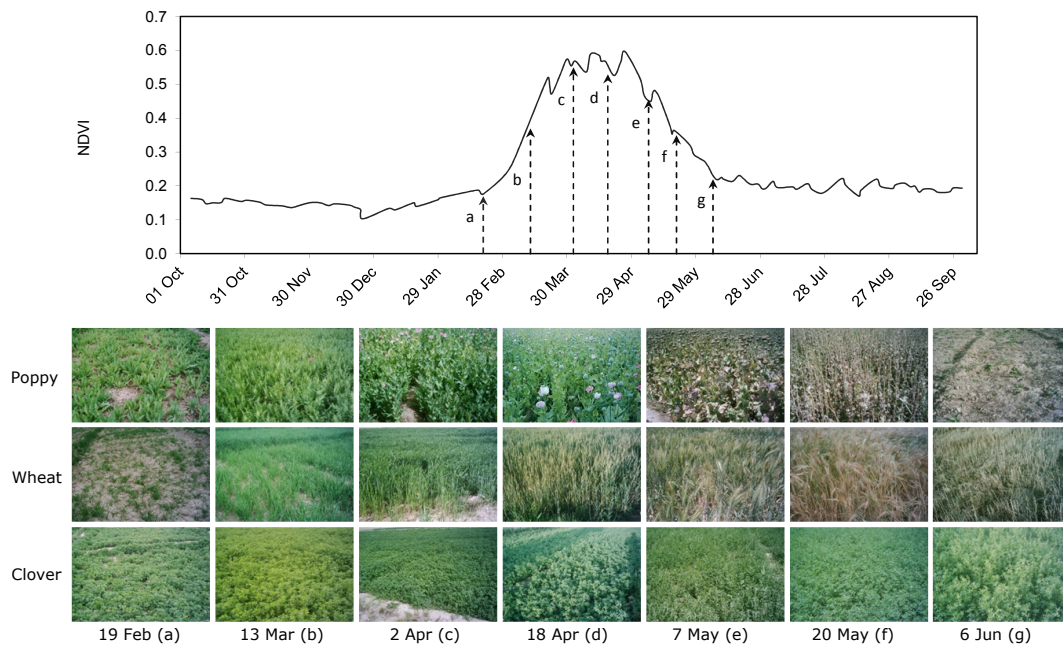 0.7
0.6
0.5
0.4
0.3
0.2
0.1
0.0
NDVI
a
b
c
d
e
f
g
01 Oct
31 Oct
30 Nov
30 Dec
29 Jan
28 Feb
30 Mar
29 Apr
29 May
28 Jun
28 Jul
27 Aug
26 Sep
Poppy
Wheat
Clover
19 Feb (a) 13 Mar (b) 2 Apr (c) 18 Apr (d) 7 May (e) 20 May (f) 6 Jun (g)